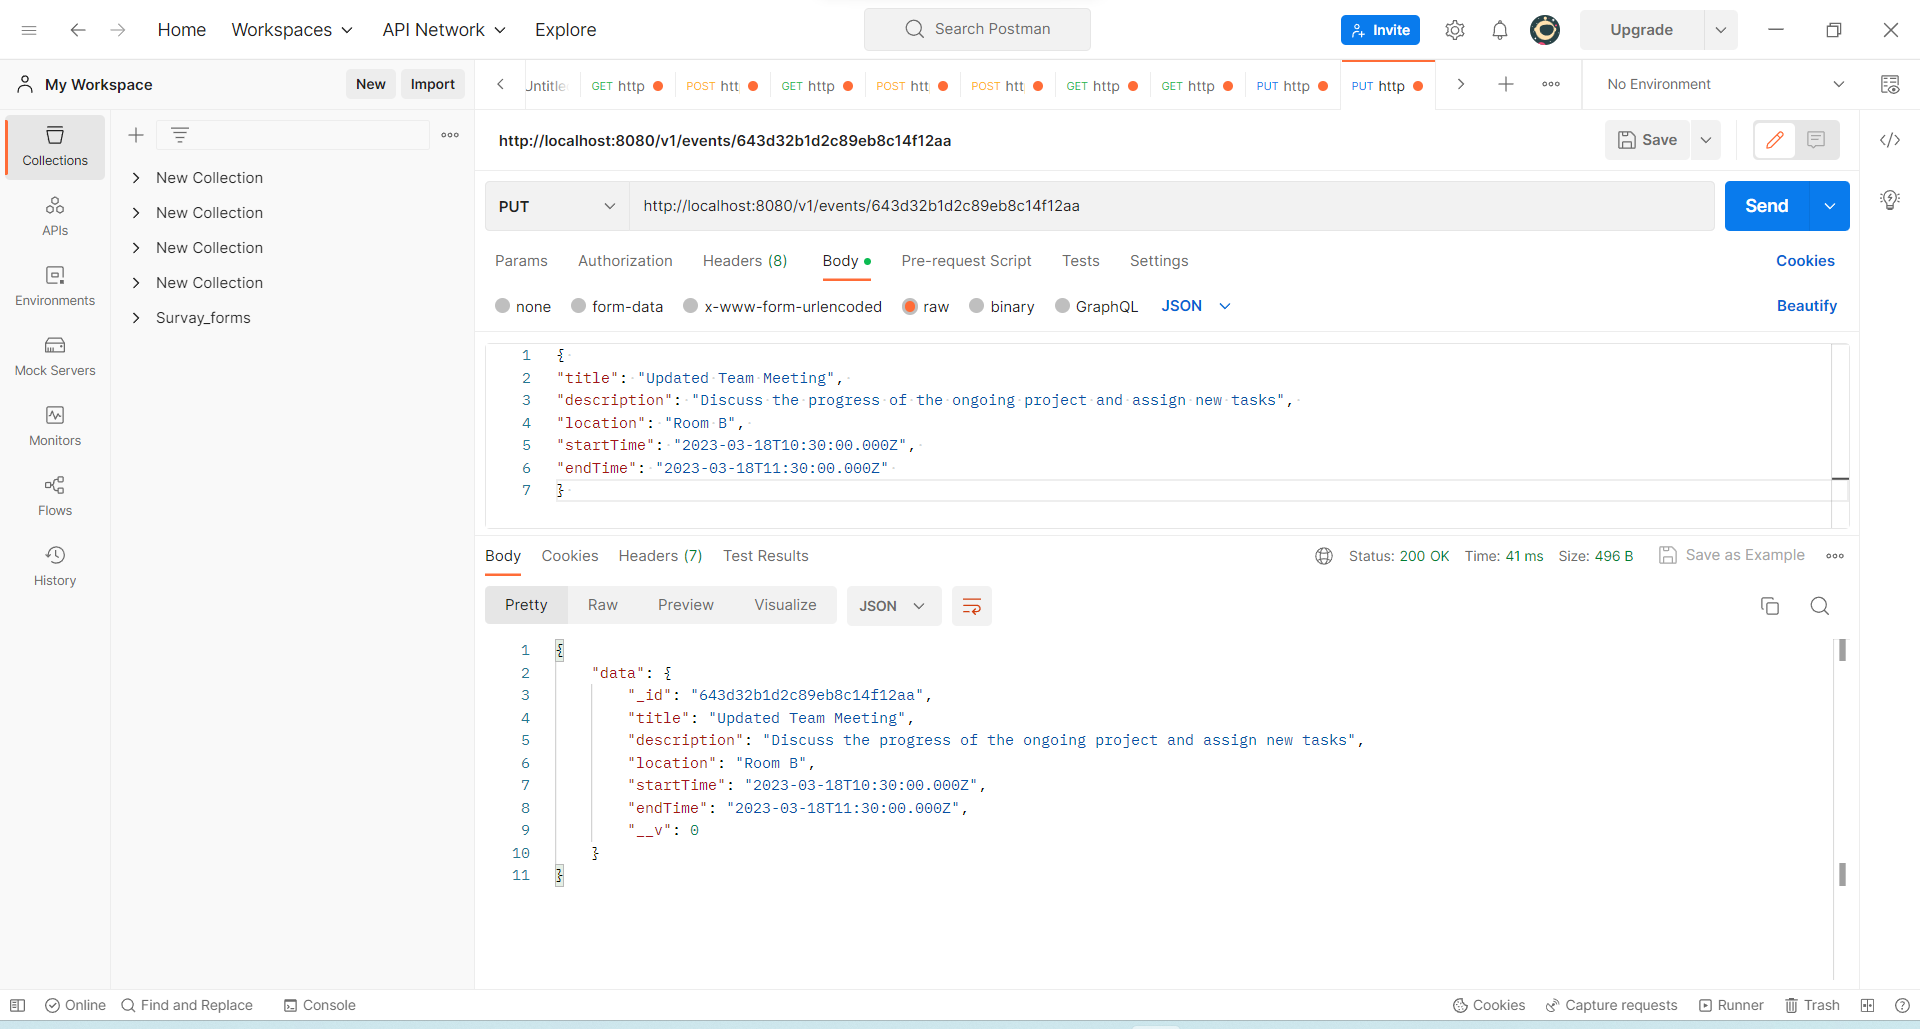 Home Workspaces API Network Explore Search Postman Invite Upgrade
My Workspace New Import Untitle GET http POST htt GET http POST htt POST htt GET http GET http PUT http PUT http No Environment
Collections
APIs
Environments
Mock Servers
Monitors
Flows
History
New Collection
New Collection
New Collection
New Collection
Survay_forms
http://localhost:8080/v1/events/643d32b1d2c89eb8c14f12aa Save
PUT http://localhost:8080/v1/events/643d32b1d2c89eb8c14f12aa Send
Params Authorization Headers (8) Body Pre-request Script Tests Settings Cookies
none form-data x-www-form-urlencoded raw binary GraphQL JSON Beautify
1 {
2 "title": "Updated Team Meeting",
3 "description": "Discuss the progress of the ongoing project and assign new tasks",
4 "location": "Room B",
5 "startTime": "2023-03-18T10:30:00.000Z",
6 "endTime": "2023-03-18T11:30:00.000Z"
7 }
Body Cookies Headers (7) Test Results Status: 200 OK Time: 41 ms Size: 496 B Save as Example
Pretty Raw Preview Visualize JSON
1 {
2 "data": {
3 "_id": "643d32b1d2c89eb8c14f12aa",
4 "title": "Updated Team Meeting",
5 "description": "Discuss the progress of the ongoing project and assign new tasks",
6 "location": "Room B",
7 "startTime": "2023-03-18T10:30:00.000Z",
8 "endTime": "2023-03-18T11:30:00.000Z",
9 "__v": 0
10 }
11 }
Online Find and Replace Console Cookies Capture requests Runner Trash